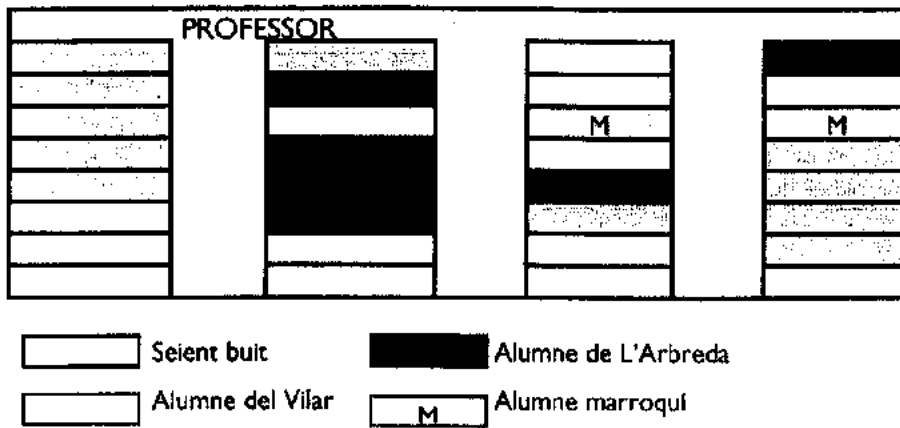 PROFESSOR
M M
Seient buit
Alumne de L'Arbreda
Alumne del Vilar
M Alumne marroquí